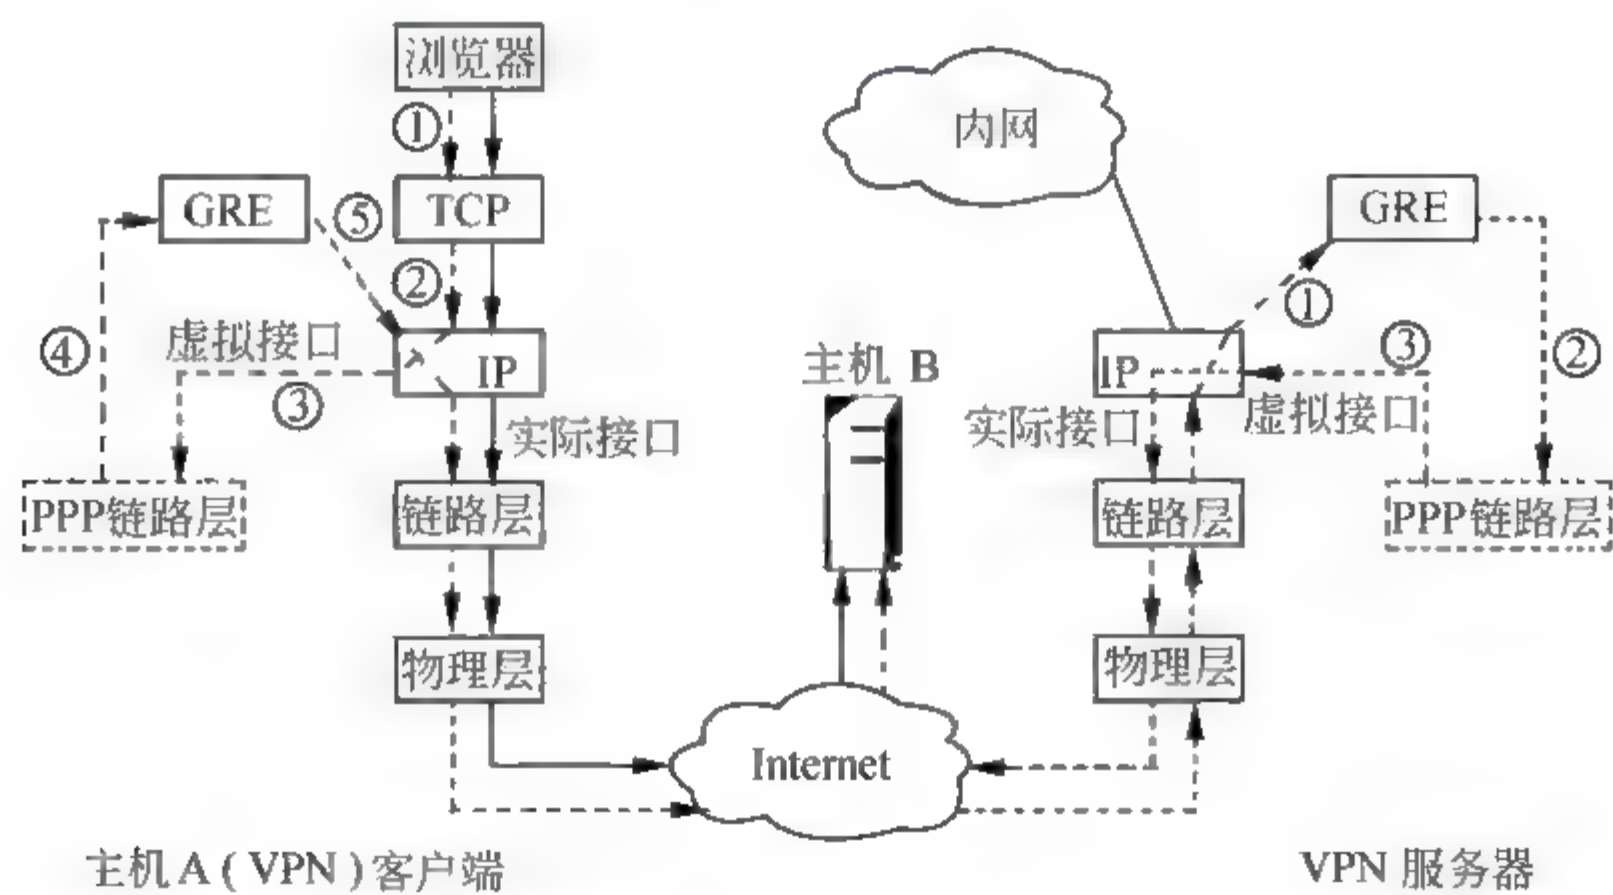 浏览器
①
内网
GRE
⑤
TCP
GRE
②
①
④
虚拟接口
IP
③
主机 B
IP
③
②
实际接口
实际接口
虚拟接口
PPP链路层
链路层
链路层
PPP链路层
物理层
物理层
Internet
主机A ( VPN ) 客户端
VPN 服务器